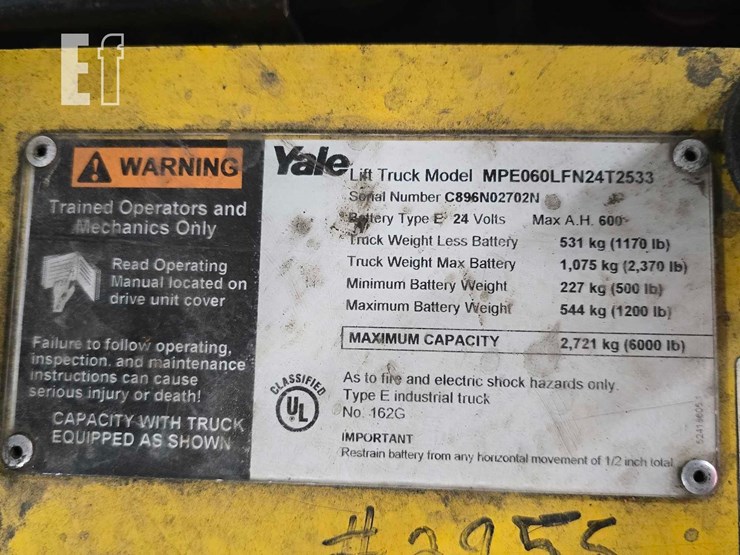 Ef
WARNING
Trained Operators and
Mechanics Only
Read Operating
Manual located on
drive unit cover
Failure to follow operating,
inspection, and maintenance
instructions can cause
serious injury or death!
CAPACITY WITH TRUCK
EQUIPPED AS SHOWN
Yale Lift Truck Model MPE060LFN24T2533
Serial Number C896N02702N
Battery Type E 24 Volts Max A.H. 600
Truck Weight Less Battery 531 kg (1170 lb)
Truck Weight Max Battery 1,075 kg (2,370 lb)
Minimum Battery Weight 227 kg (500 lb)
Maximum Battery Weight 544 kg (1200 lb)
MAXIMUM CAPACITY 2,721 kg (6000 lb)
CLASSIFIED
UL
As to fire and electric shock hazards only.
Type E industrial truck
No. 162G
IMPORTANT
Restrain battery from any horizontal movement of 1/2 inch total